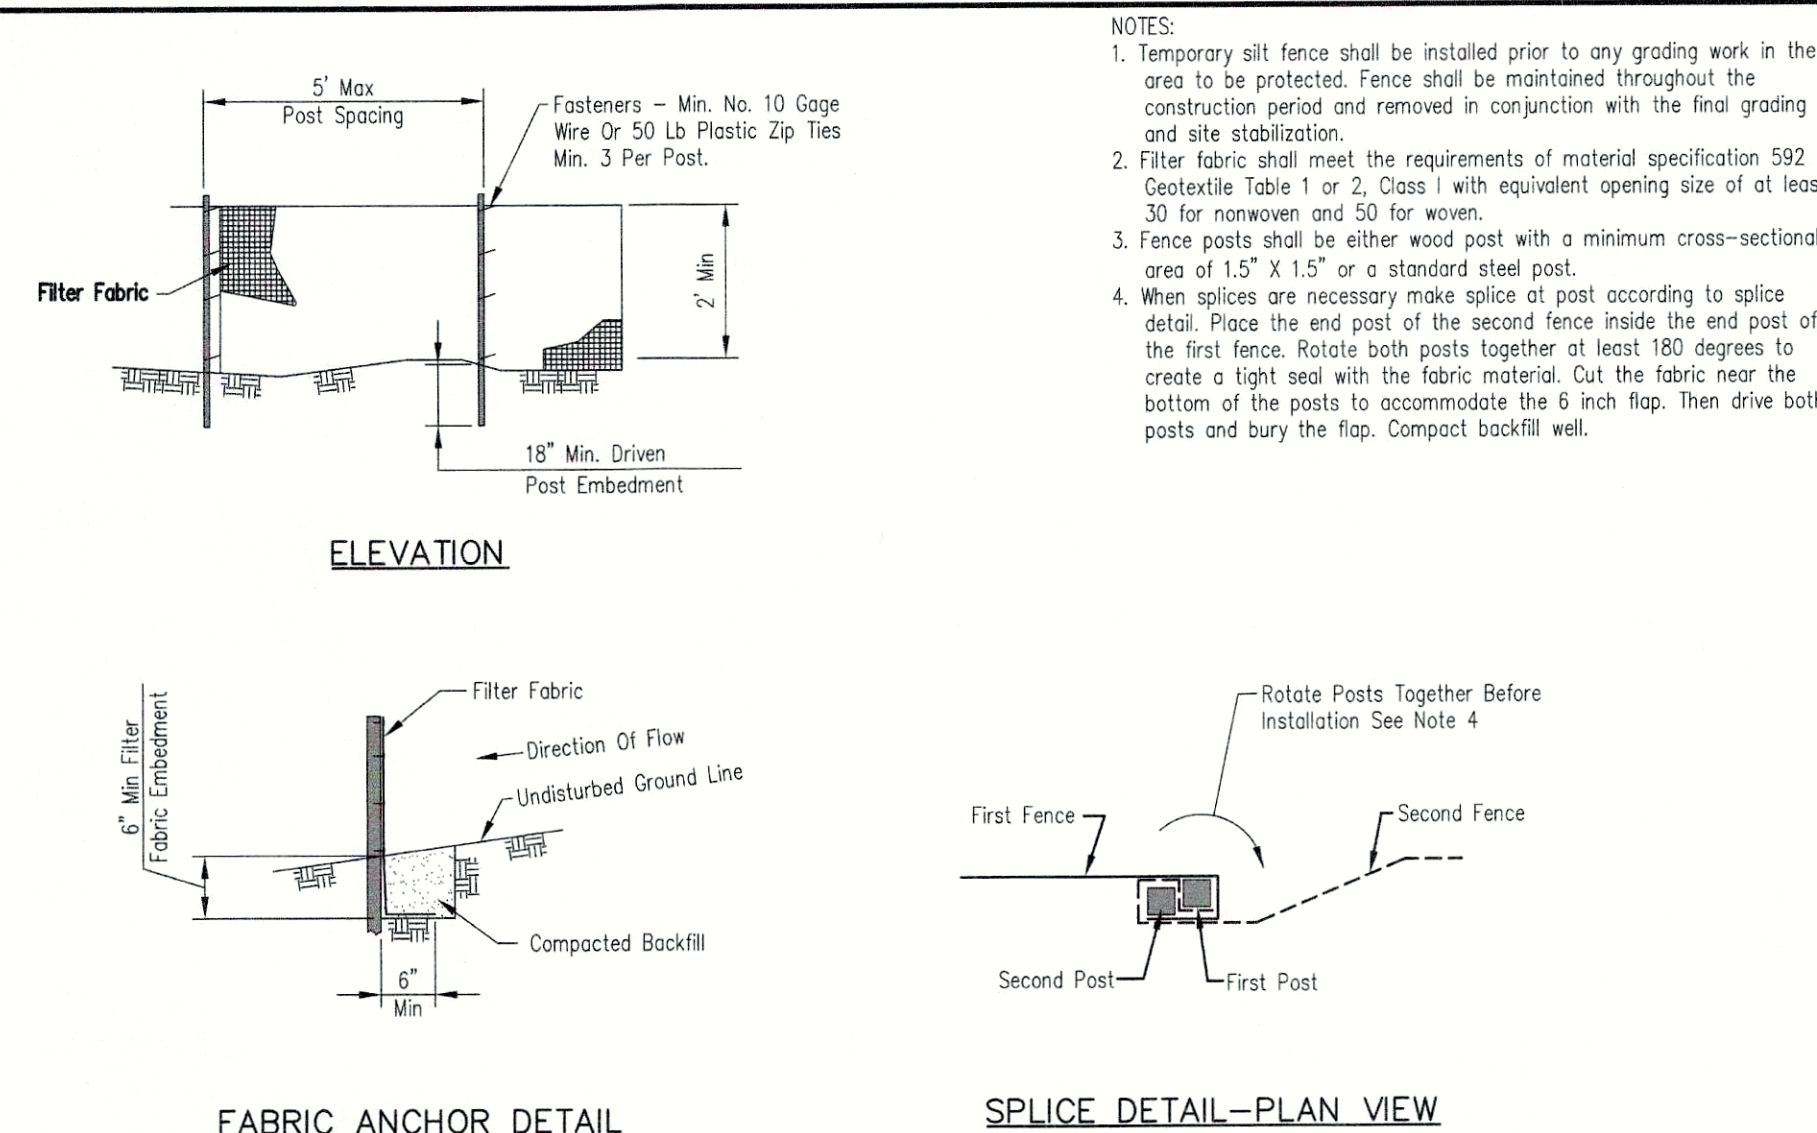 NOTES:
1. Temporary silt fence shall be installed prior to any grading work in the
area to be protected. Fence shall be maintained throughout the
construction period and removed in conjunction with the final grading
and site stabilization.
2. Filter fabric shall meet the requirements of material specification 592
Geotextile Table 1 or 2, Class I with equivalent opening size of at leas
30 for nonwoven and 50 for woven.
3. Fence posts shall be either wood post with a minimum cross-sectional
area of 1.5" X 1.5" or a standard steel post.
4. When splices are necessary make splice at post according to splice
detail. Place the end post of the second fence inside the end post of
the first fence. Rotate both posts together at least 180 degrees to
create a tight seal with the fabric material. Cut the fabric near the
bottom of the posts to accommodate the 6 inch flap. Then drive both
posts and bury the flap. Compact backfill well.
5' Max
Post Spacing
Fasteners - Min. No. 10 Gage
Wire Or 50 Lb Plastic Zip Ties
Min. 3 Per Post.
Filter Fabric
2' Min
18" Min. Driven
Post Embedment
ELEVATION
6" Min Filter
Fabric Embedment
Filter Fabric
Direction Of Flow
Undisturbed Ground Line
Compacted Backfill
6"
Min
FABRIC ANCHOR DETAIL
Rotate Posts Together Before
Installation See Note 4
First Fence
Second Fence
Second Post
First Post
SPLICE DETAIL-PLAN VIEW